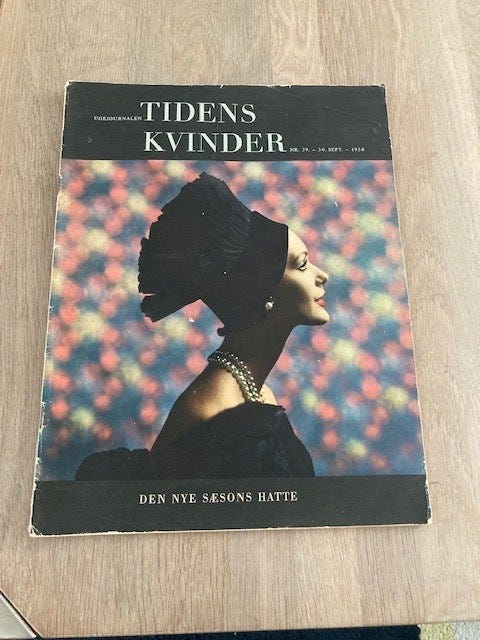 UGEJOURNALEN TIDENS
KVINDER NR. 39. – 30. SEPT. – 1958
DEN NYE SÆSONS HATTE